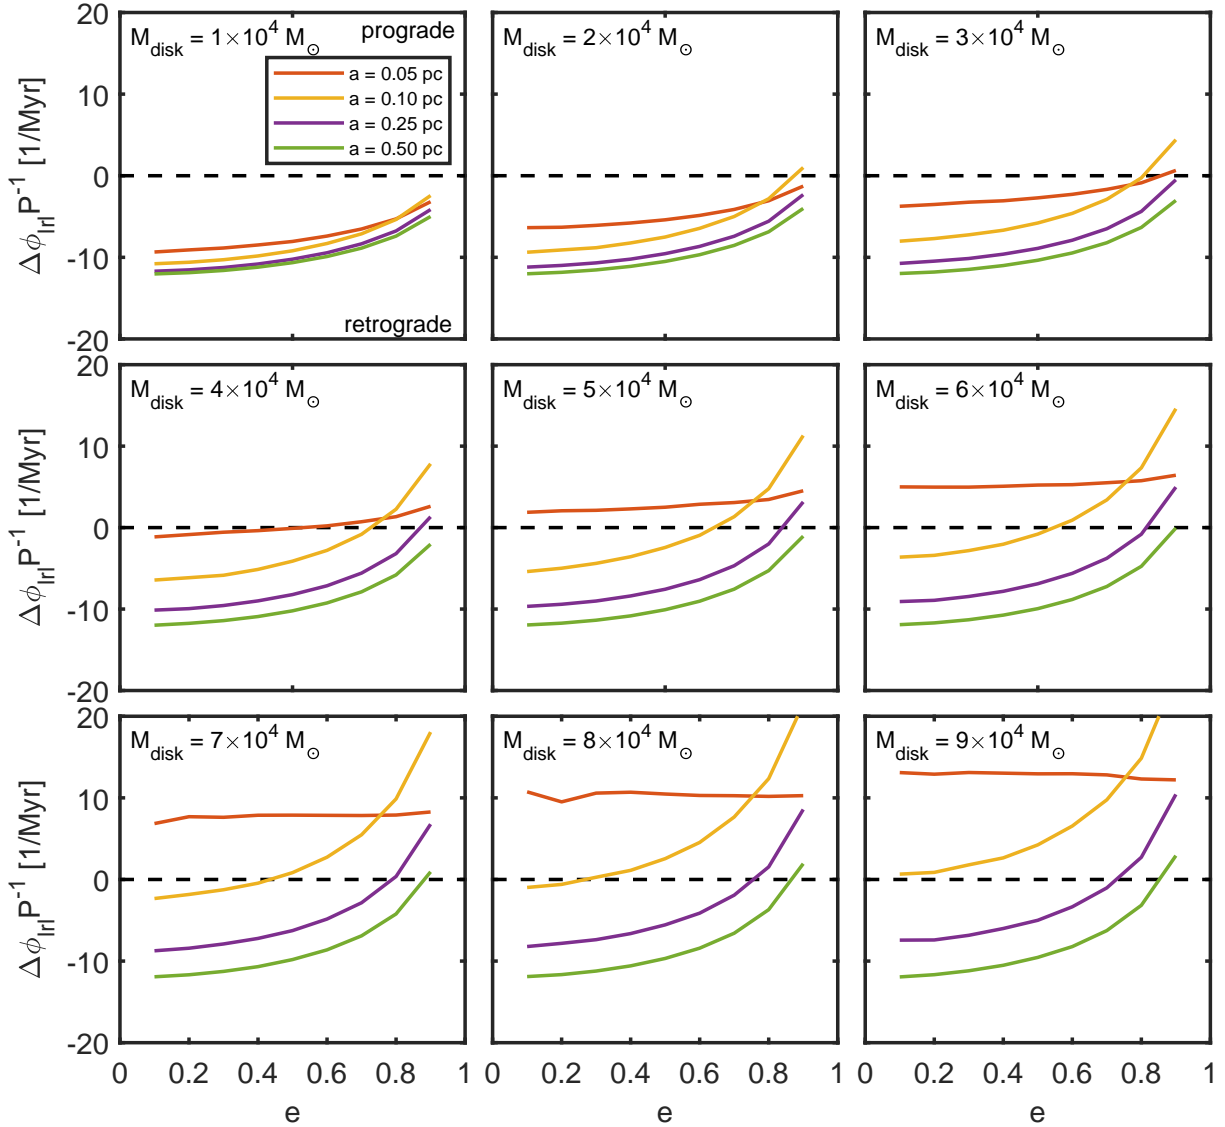 M_disk = 1×10^4 M_⊙
prograde
a = 0.05 pc
a = 0.10 pc
a = 0.25 pc
a = 0.50 pc
retrograde
M_disk = 2×10^4 M_⊙
M_disk = 3×10^4 M_⊙
20
10
0
-10
-20
Δϕ_|r| P^-1 [1/Myr]
M_disk = 4×10^4 M_⊙
M_disk = 5×10^4 M_⊙
M_disk = 6×10^4 M_⊙
20
10
0
-10
-20
Δϕ_|r| P^-1 [1/Myr]
M_disk = 7×10^4 M_⊙
M_disk = 8×10^4 M_⊙
M_disk = 9×10^4 M_⊙
20
10
0
-10
-20
Δϕ_|r| P^-1 [1/Myr]
0 0.2 0.4 0.6 0.8 1
0 0.2 0.4 0.6 0.8 1
0 0.2 0.4 0.6 0.8 1
e
e
e